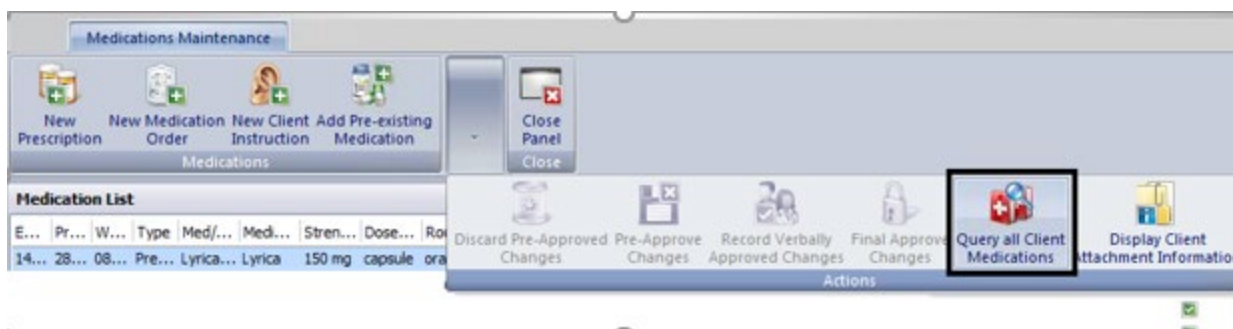 Medications Maintenance
New Prescription
New Medication Order
New Client Instruction
Add Pre-existing Medication
Medications
Close Panel
Close
Medication List
E... Pr... W... Type Med/... Medi... Stren... Dose... Rou
14... 28... 08... Pre... Lyrica... Lyrica 150 mg capsule ora
Discard Pre-Approved Changes
Pre-Approve Changes
Record Verbally Approved Changes
Final Approve Changes
Query all Client Medications
Display Client Attachment Informatio
Actions